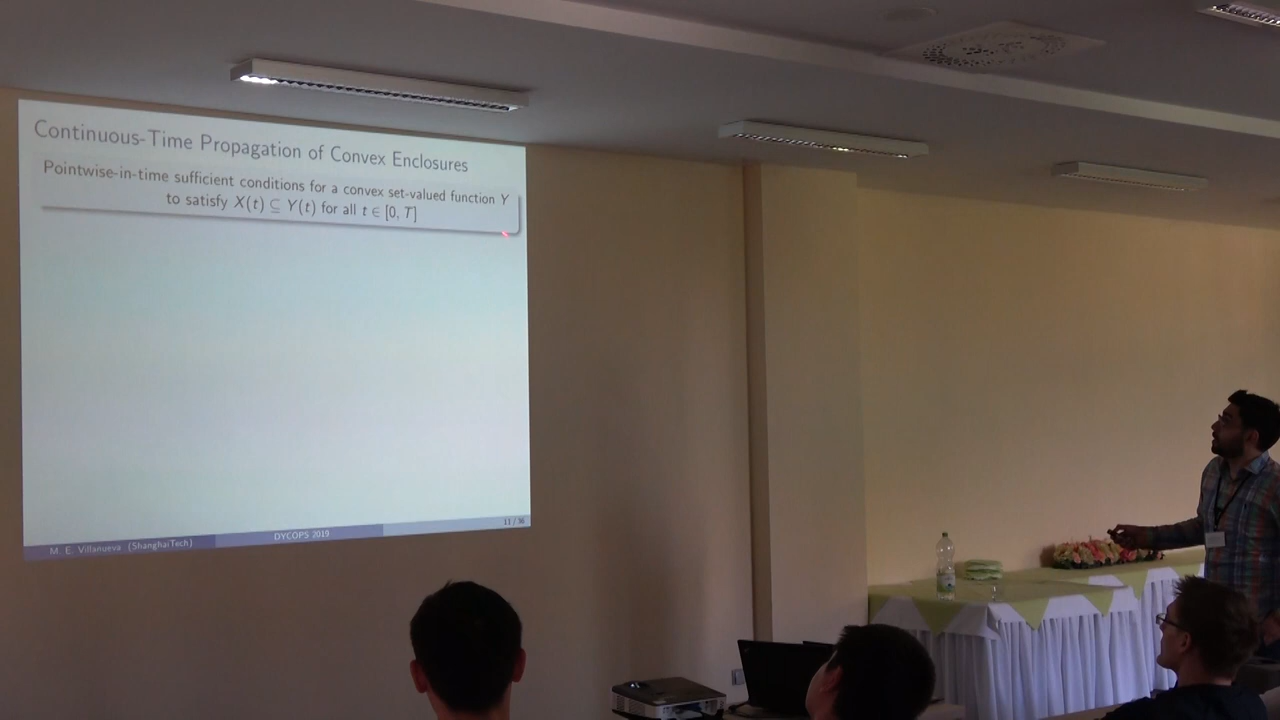 Continuous-Time Propagation of Convex Enclosures
Pointwise-in-time sufficient conditions for a convex set-valued function Y
to satisfy X(t) ⊆ Y(t) for all t ∈ [0, T]
M. E. Villanueva (ShanghaiTech)
DYCOPS 2019
11 / 36